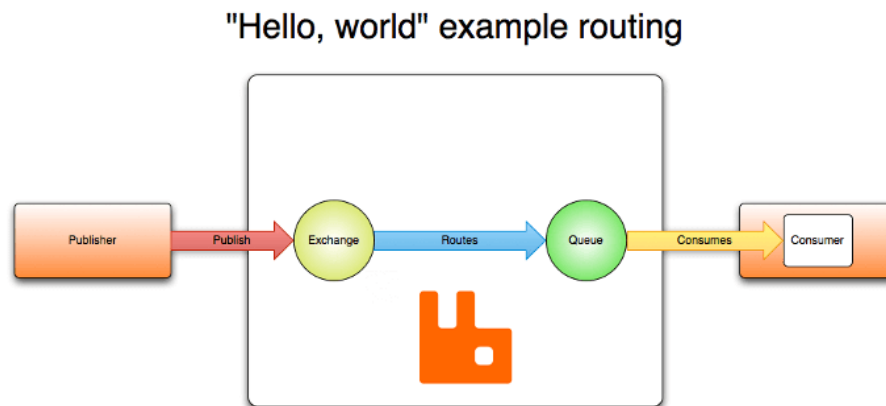 "Hello, world" example routing
Publisher
Publish
Exchange
Routes
Queue
Consumes
Consumer